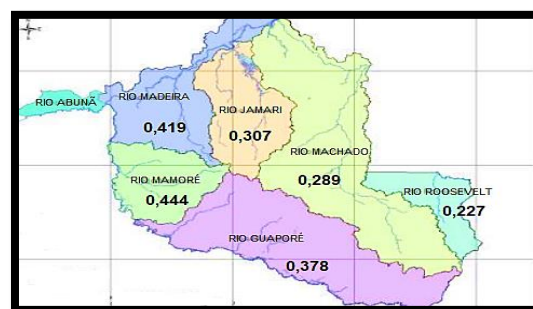 RIO ABUNÃ
RIO MADEIRA
0,419
RIO JAMARI
0,307
RIO MACHADO
0,289
RIO MAMORÉ
0,444
RIO ROOSEVELT
0,227
RIO GUAPORÉ
0,378